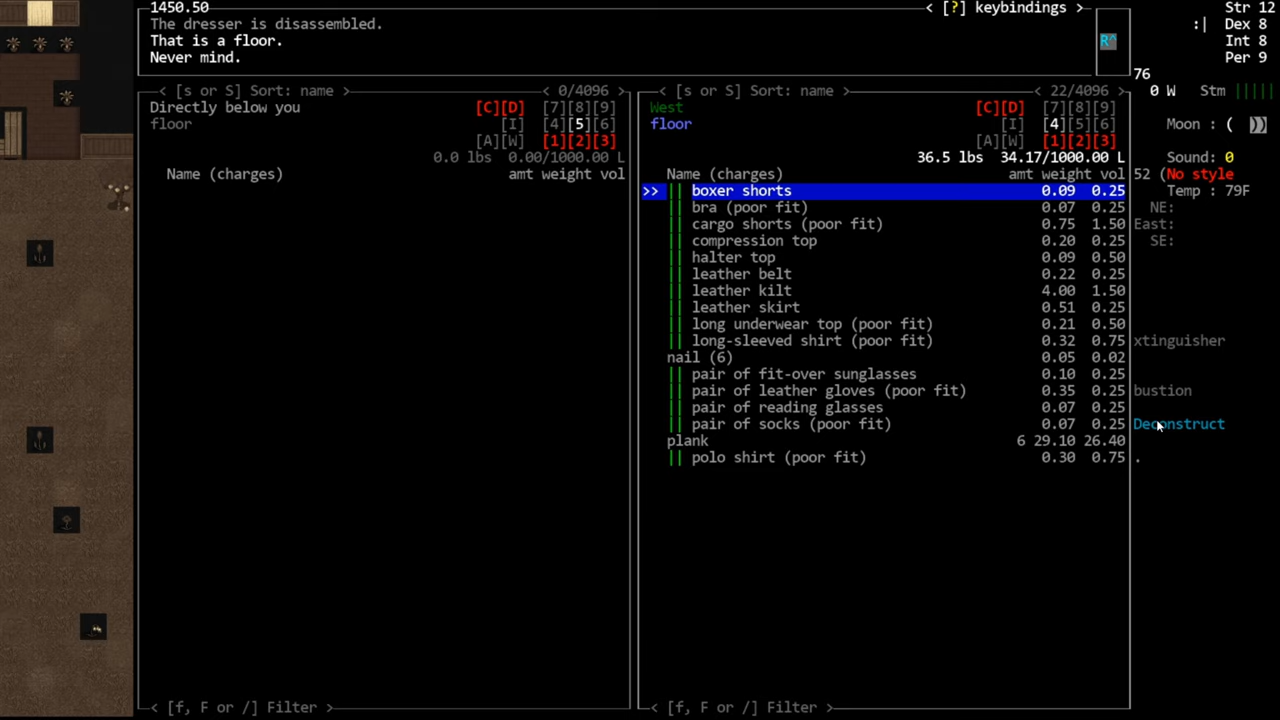 1450.50 < [?] keybindings > Str 12
The dresser is disassembled. :| Dex 8
That is a floor. R^ Int 8
Never mind. Per 9
76
< [s or S] Sort: name > < 0/4096 > < [s or S] Sort: name > < 22/4096 > 0 W Stm |||||
Directly below you [C][D] [7][8][9] West [C][D] [7][8][9]
floor [I] [4][5][6] floor [I] [4][5][6] Moon : ( ))
[A][W] [1][2][3] [A][W] [1][2][3]
0.0 lbs 0.00/1000.00 L 36.5 lbs 34.17/1000.00 L Sound: 0
Name (charges) amt weight vol Name (charges) amt weight vol 52 (No style
>> || boxer shorts 0.09 0.25 Temp : 79F
|| bra (poor fit) 0.07 0.25 NE:
|| cargo shorts (poor fit) 0.75 1.50 East:
|| compression top 0.20 0.25 SE:
|| halter top 0.09 0.50
|| leather belt 0.22 0.25
|| leather kilt 4.00 1.50
|| leather skirt 0.51 0.25
|| long underwear top (poor fit) 0.21 0.50
|| long-sleeved shirt (poor fit) 0.32 0.75 xtinguisher
nail (6) 0.05 0.02
|| pair of fit-over sunglasses 0.10 0.25
|| pair of leather gloves (poor fit) 0.35 0.25 bustion
|| pair of reading glasses 0.07 0.25
|| pair of socks (poor fit) 0.07 0.25 Deconstruct
plank 6 29.10 26.40
|| polo shirt (poor fit) 0.30 0.75 .
< [f, F or /] Filter > < [f, F or /] Filter >